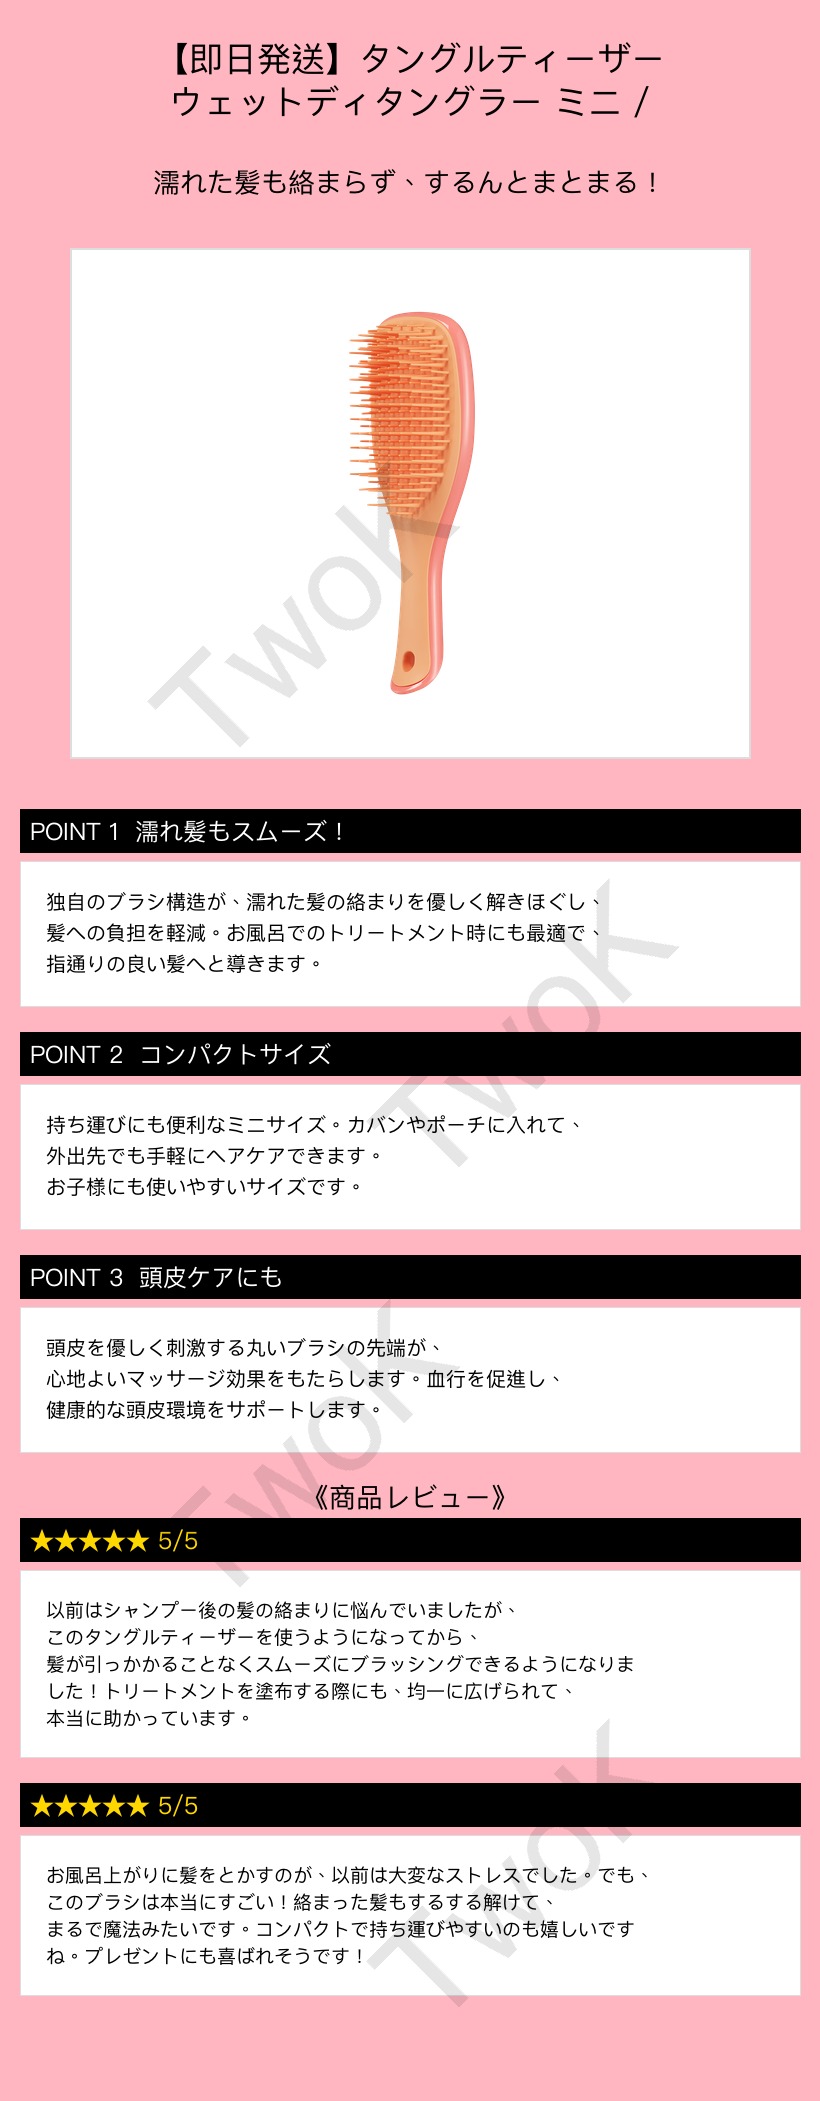 【即日発送】タングルティーザー
ウェットディタングラー ミニ /
濡れた髪も絡まらず、するんとまとまる！
TwoK
POINT 1 濡れ髪もスムーズ！
独自のブラシ構造が、濡れた髪の絡まりを優しく解きほぐし、
髪への負担を軽減。お風呂でのトリートメント時にも最適で、
指通りの良い髪へと導きます。
TwoK
POINT 2 コンパクトサイズ
持ち運びにも便利なミニサイズ。カバンやポーチに入れて、
外出先でも手軽にヘアケアできます。
お子様にも使いやすいサイズです。
POINT 3 頭皮ケアにも
頭皮を優しく刺激する丸いブラシの先端が、
心地よいマッサージ効果をもたらします。血行を促進し、
健康的な頭皮環境をサポートします。
TwoK
《商品レビュー》
★★★★★ 5/5
以前はシャンプー後の髪の絡まりに悩んでいましたが、
このタングルティーザーを使うようになってから、
髪が引っかかることなくスムーズにブラッシングできるようになりま
した！トリートメントを塗布する際にも、均一に広げられて、
本当に助かっています。
★★★★★ 5/5
お風呂上がりに髪をとかすのが、以前は大変なストレスでした。でも、
このブラシは本当にすごい！絡まった髪もするする解けて、
まるで魔法みたいです。コンパクトで持ち運びやすいのも嬉しいです
ね。プレゼントにも喜ばれそうです！
TwoK